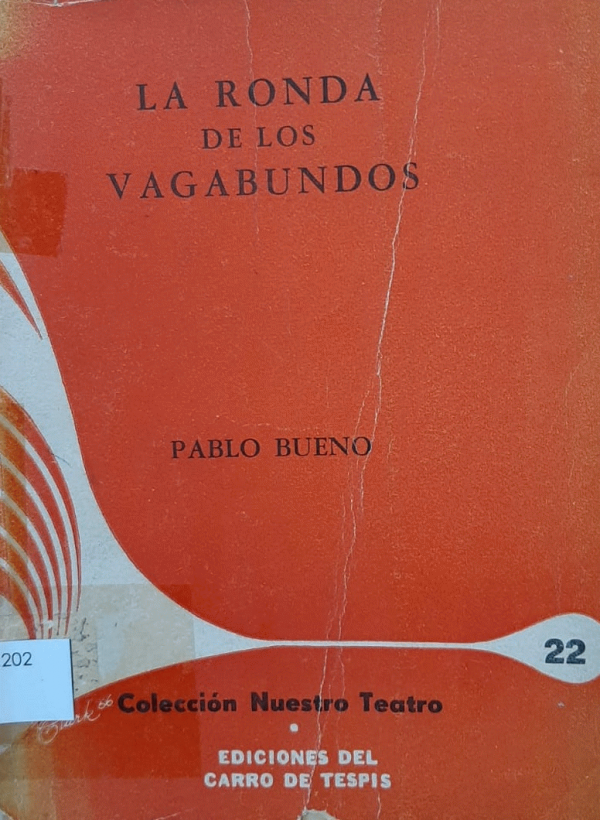 LA RONDA
DE LOS
VAGABUNDOS
PABLO BUENO
22
202
Colección Nuestro Teatro
EDICIONES DEL
CARRO DE TESPIS